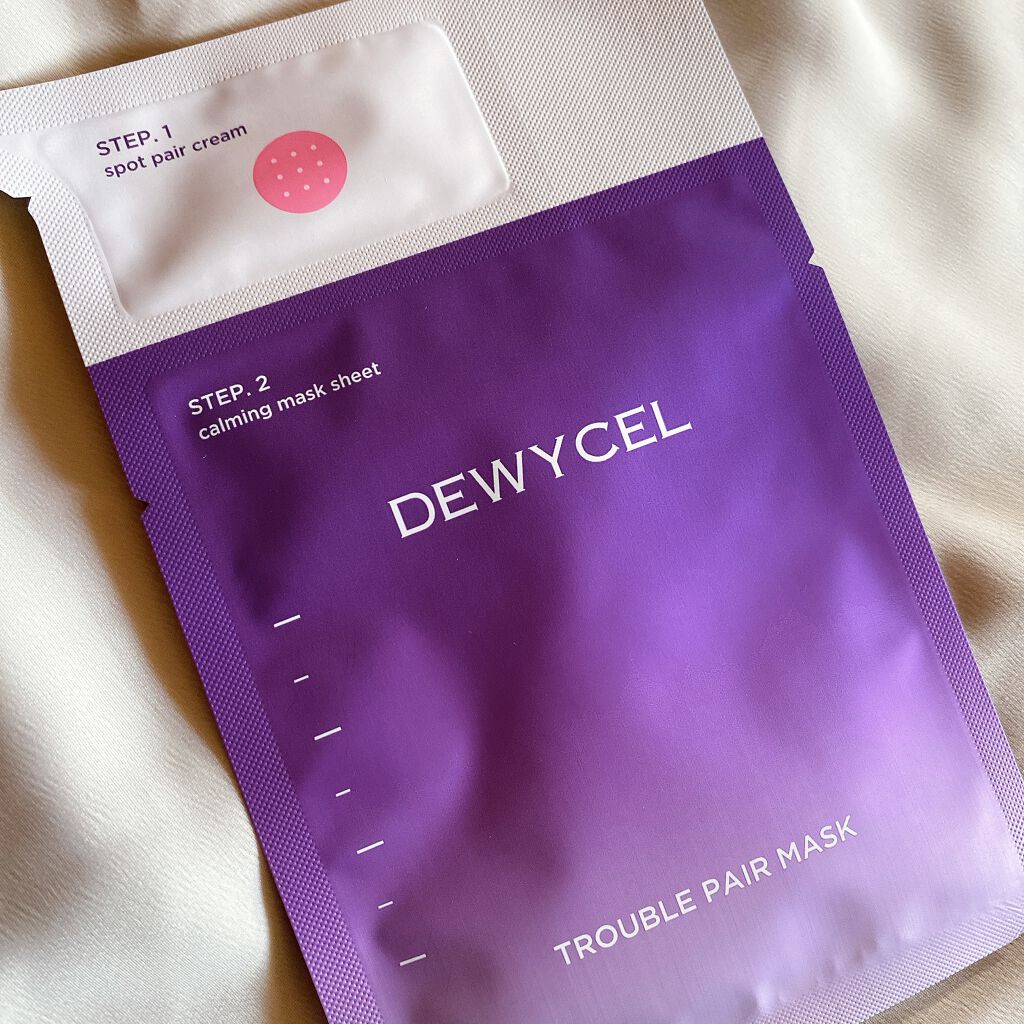 STEP. 1
spot pair cream
STEP. 2
calming mask sheet
DEWYCEL
TROUBLE PAIR MASK